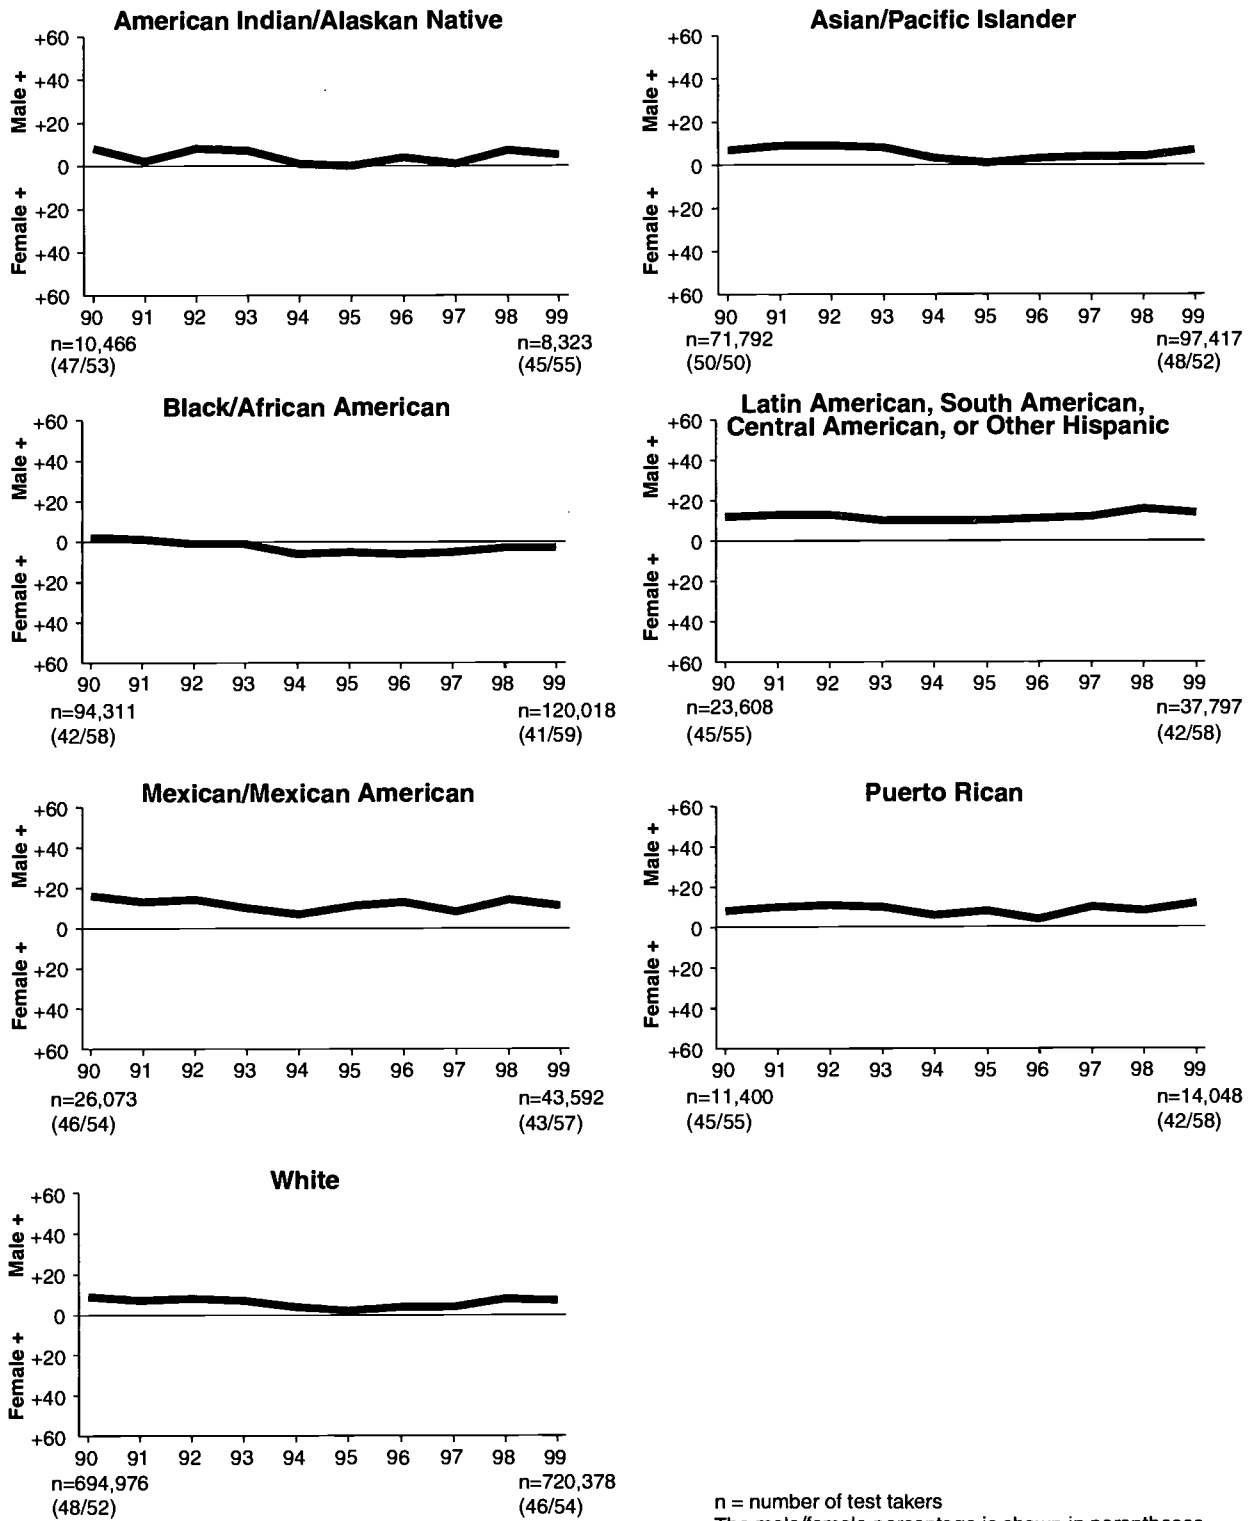 American Indian/Alaskan Native
+60
+40
+20
0
+20
+40
+60
Male +
Female +
90 91 92 93 94 95 96 97 98 99
n=10,466
(47/53)
n=8,323
(45/55)
Asian/Pacific Islander
+60
+40
+20
0
+20
+40
+60
Male +
Female +
90 91 92 93 94 95 96 97 98 99
n=71,792
(50/50)
n=97,417
(48/52)
Black/African American
+60
+40
+20
0
+20
+40
+60
Male +
Female +
90 91 92 93 94 95 96 97 98 99
n=94,311
(42/58)
n=120,018
(41/59)
Latin American, South American,
Central American, or Other Hispanic
+60
+40
+20
0
+20
+40
+60
Male +
Female +
90 91 92 93 94 95 96 97 98 99
n=23,608
(45/55)
n=37,797
(42/58)
Mexican/Mexican American
+60
+40
+20
0
+20
+40
+60
Male +
Female +
90 91 92 93 94 95 96 97 98 99
n=26,073
(46/54)
n=43,592
(43/57)
Puerto Rican
+60
+40
+20
0
+20
+40
+60
Male +
Female +
90 91 92 93 94 95 96 97 98 99
n=11,400
(45/55)
n=14,048
(42/58)
White
+60
+40
+20
0
+20
+40
+60
Male +
Female +
90 91 92 93 94 95 96 97 98 99
n=694,976
(48/52)
n=720,378
(46/54)
n = number of test takers
The male/female percentage is shown in parentheses